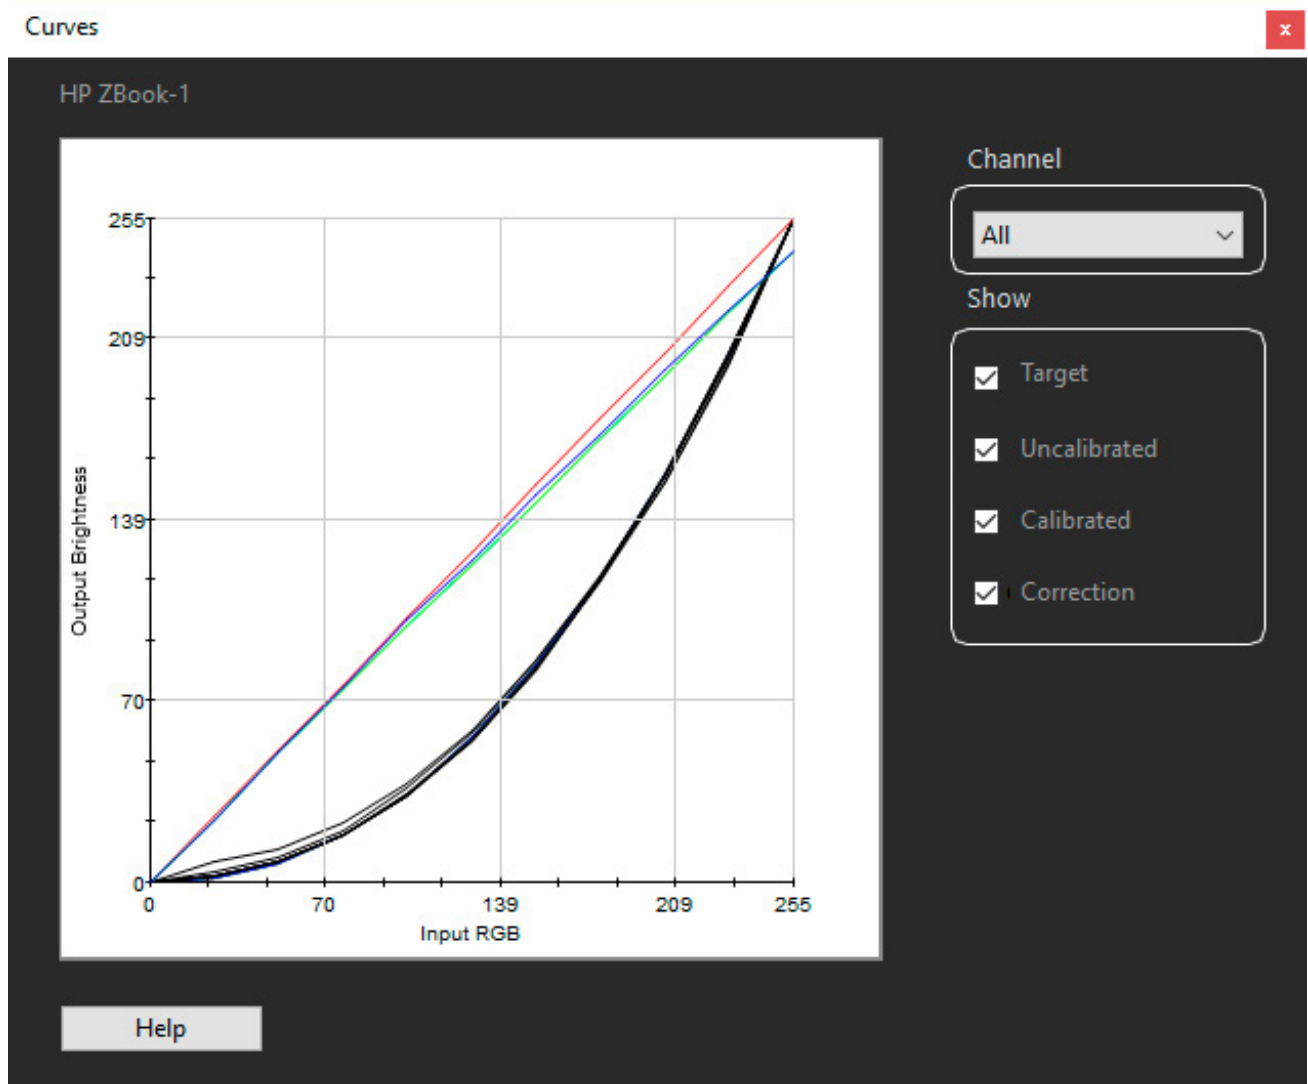 Curves
x
HP ZBook-1
255
209
139
70
0
Output Brightness
0 70 139 209 255
Input RGB
Channel
All
Show
Target
Uncalibrated
Calibrated
Correction
Help